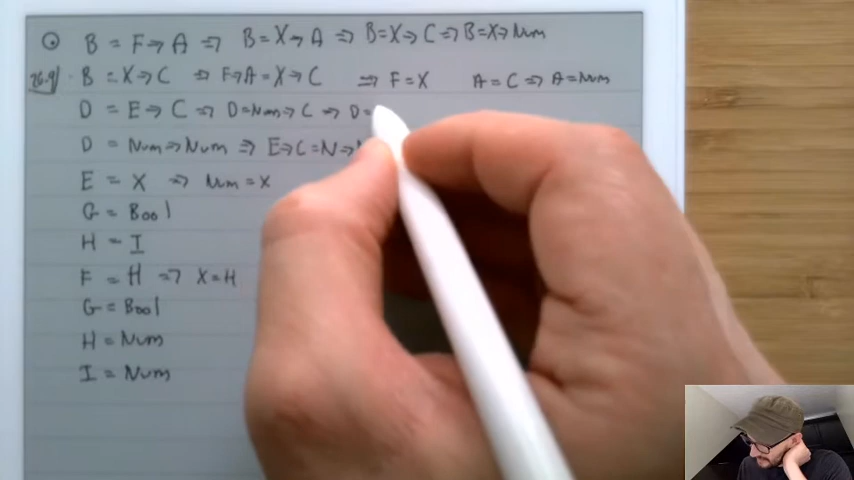 ⊙ B = F → A ⇒ B = X → A ⇒ B = X → C ⇒ B = X → Num
B = X → C ⇒ F → A = X → C ⇒ F = X A = C ⇒ A = Num
D = E → C ⇒ D = Num → C ⇒ D =
D = Num → Num ⇒ E → C = N →
E = X ⇒ Num = X
G = Bool
H = I
F = H ⇒ X = H
G = Bool
H = Num
I = Num